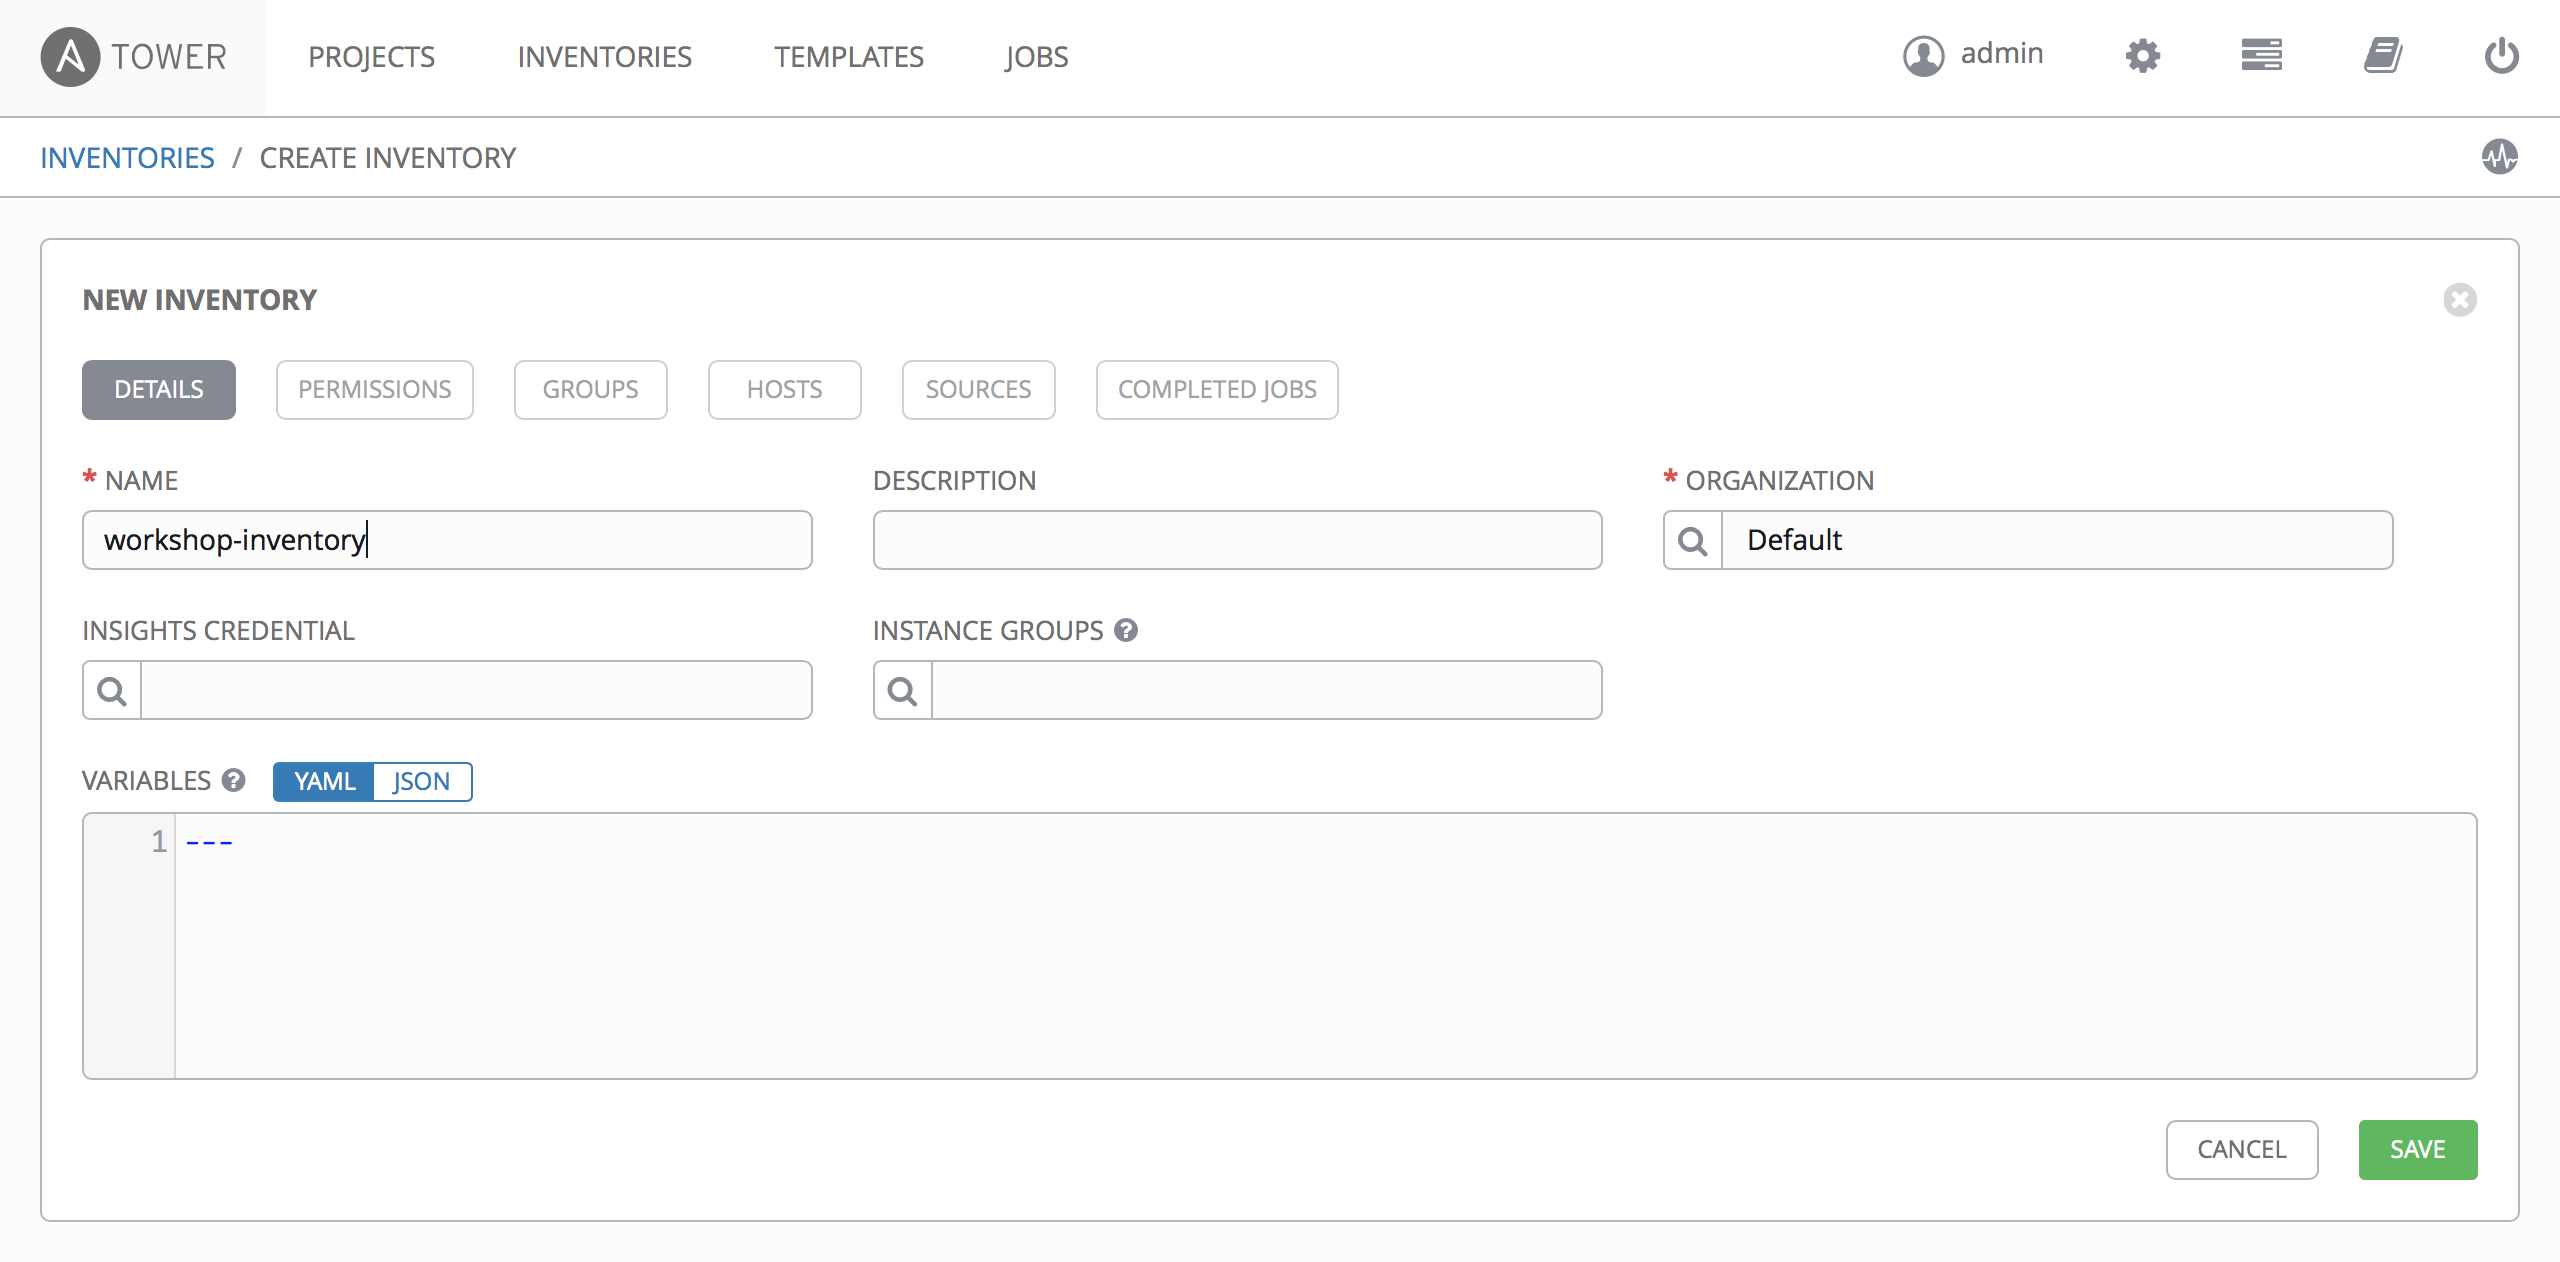 A TOWER PROJECTS INVENTORIES TEMPLATES JOBS admin
INVENTORIES / CREATE INVENTORY
NEW INVENTORY
DETAILS PERMISSIONS GROUPS HOSTS SOURCES COMPLETED JOBS
* NAME DESCRIPTION * ORGANIZATION
workshop-inventory Default
INSIGHTS CREDENTIAL INSTANCE GROUPS ?
VARIABLES ? YAML JSON
1 ---
CANCEL SAVE